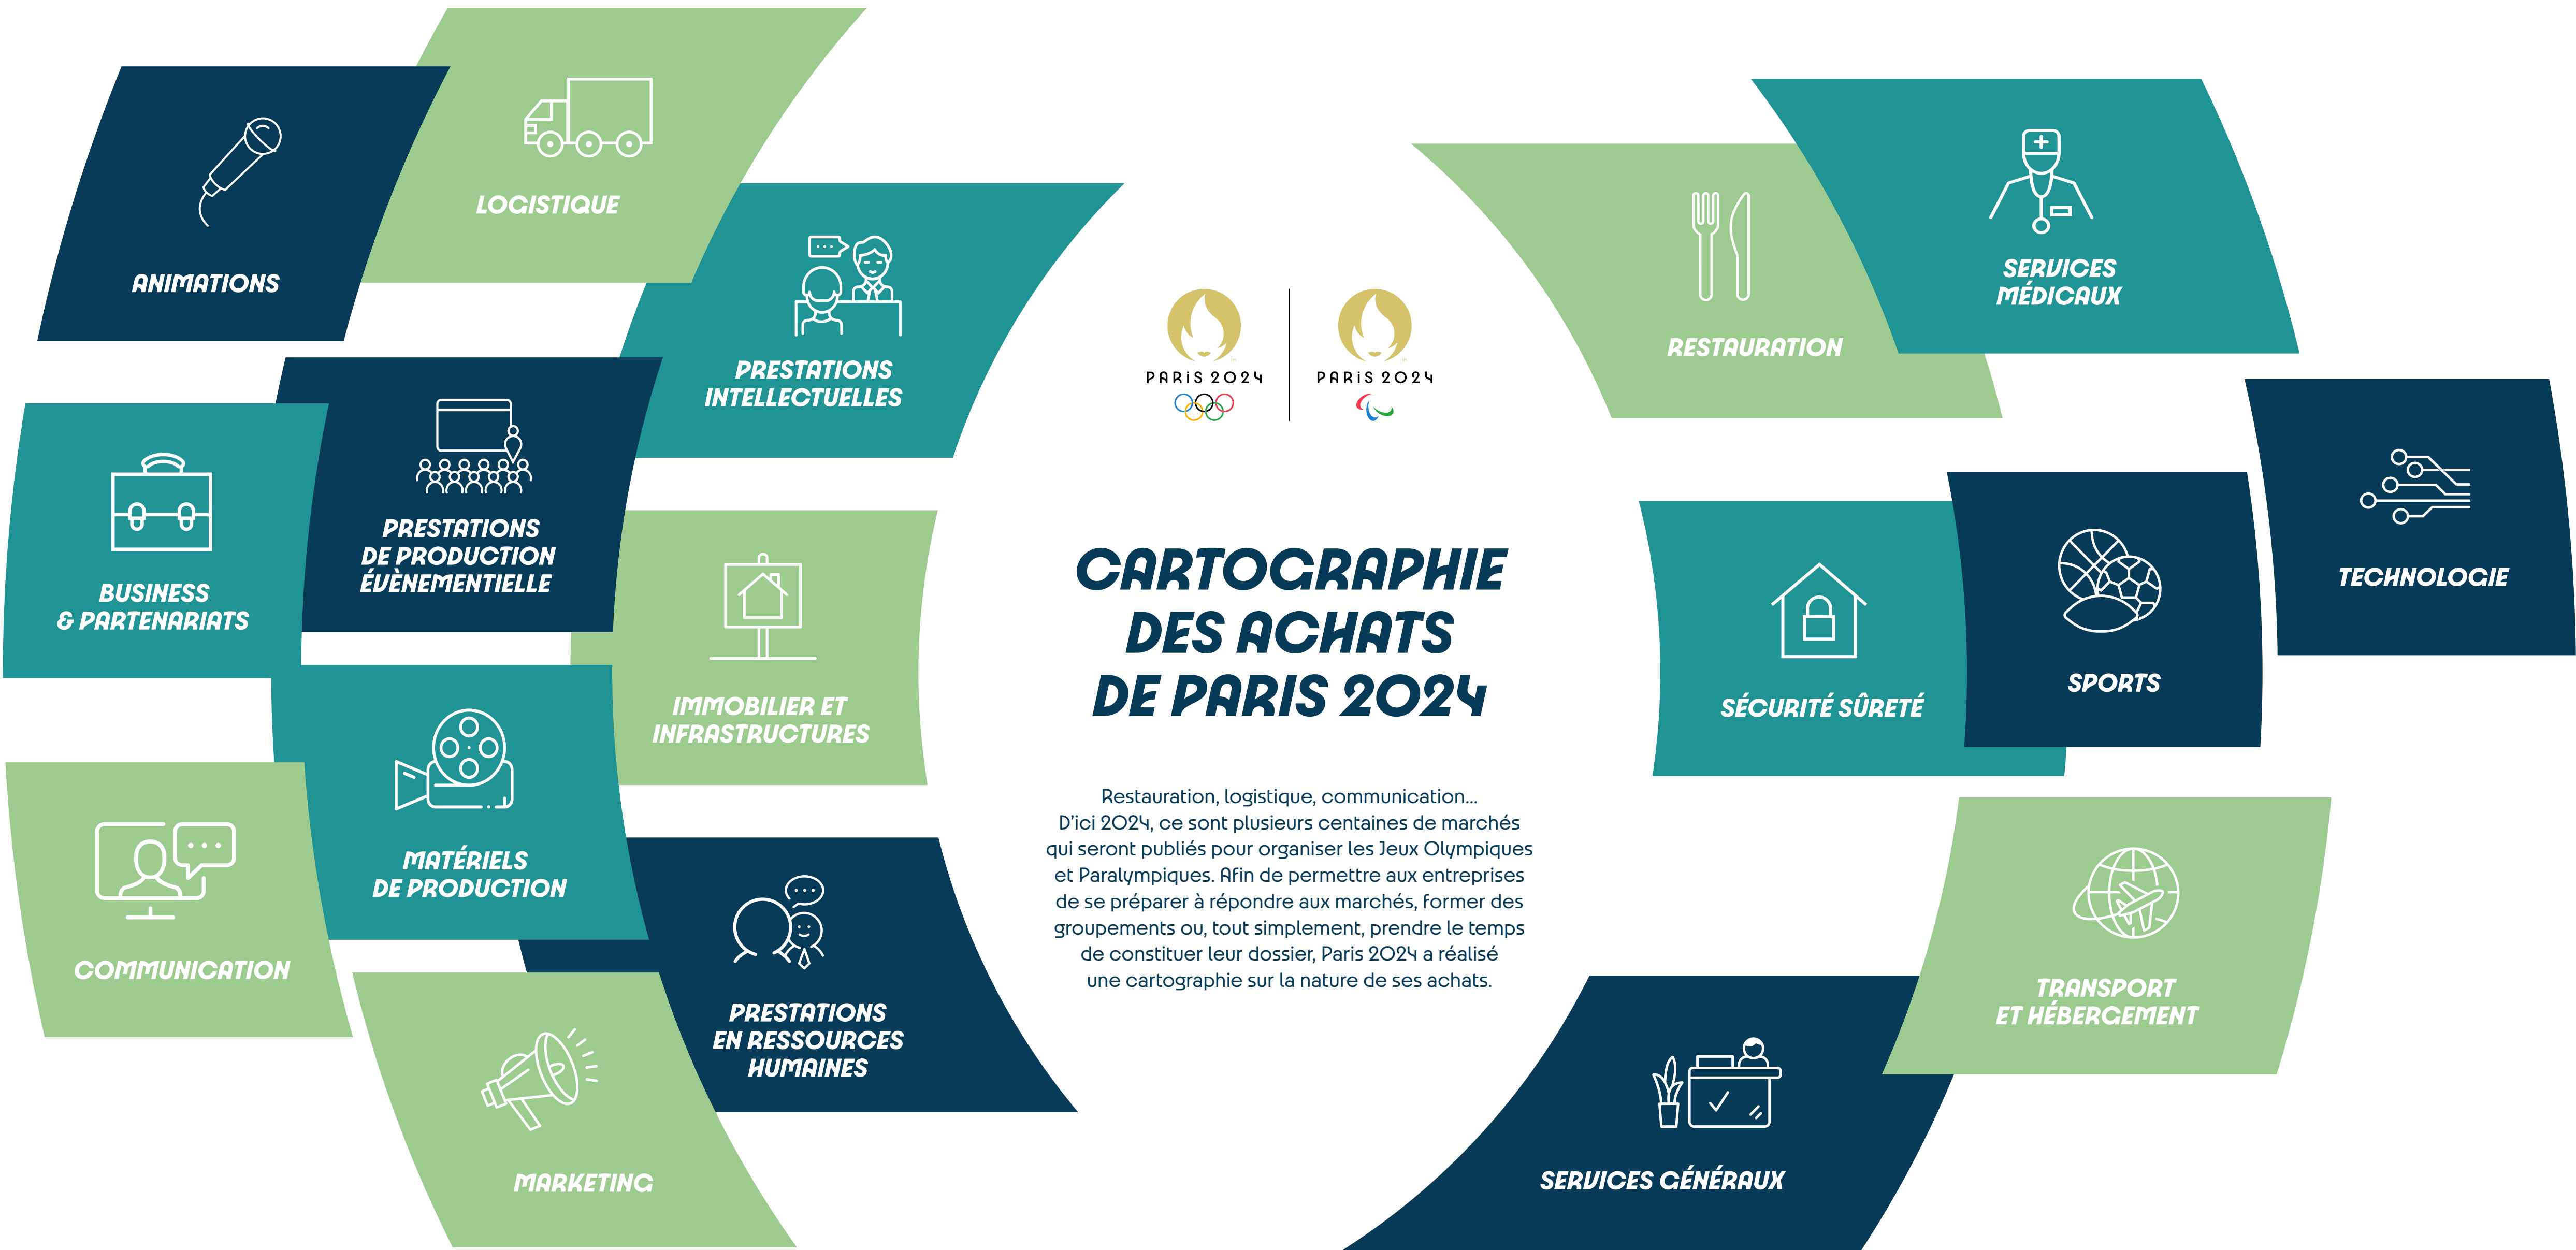 LOGISTIQUE
ANIMATIONS
PRESTATIONS
INTELLECTUELLES
PRESTATIONS
DE PRODUCTION
ÉVÈNEMENTIELLE
BUSINESS
& PARTENARIATS
IMMOBILIER ET
INFRASTRUCTURES
MATÉRIELS
DE PRODUCTION
COMMUNICATION
PRESTATIONS
EN RESSOURCES
HUMAINES
MARKETING
PARiS 2024
PARiS 2024
CARTOGRAPHIE
DES ACHATS
DE PARIS 2024
Restauration, logistique, communication...
D'ici 2024, ce sont plusieurs centaines de marchés
qui seront publiés pour organiser les Jeux Olympiques
et Paralympiques. Afin de permettre aux entreprises
de se préparer à répondre aux marchés, former des
groupements ou, tout simplement, prendre le temps
de constituer leur dossier, Paris 2024 a réalisé
une cartographie sur la nature de ses achats.
RESTAURATION
SERVICES
MÉDICAUX
TECHNOLOGIE
SPORTS
SÉCURITÉ SÛRETÉ
TRANSPORT
ET HÉBERGEMENT
SERVICES GÉNÉRAUX